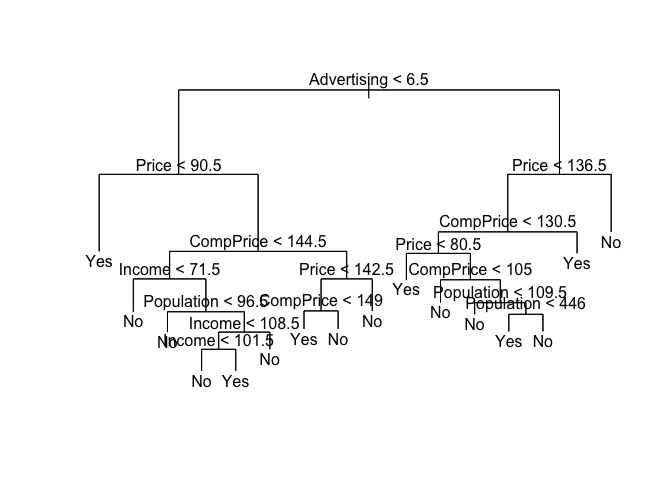 Advertising < 6.5
Price < 90.5
Price < 136.5
CompPrice < 130.5
No
CompPrice < 144.5
Price < 80.5
Yes
Yes
Income < 71.5
Price < 142.5
CompPrice < 105
Yes
Population < 96.5
CompPrice < 149
Population < 109.5
Population < 446
No
No
No
Income < 108.5
No
No
Income < 101.5
Yes
No
Yes
No
No
No
Yes